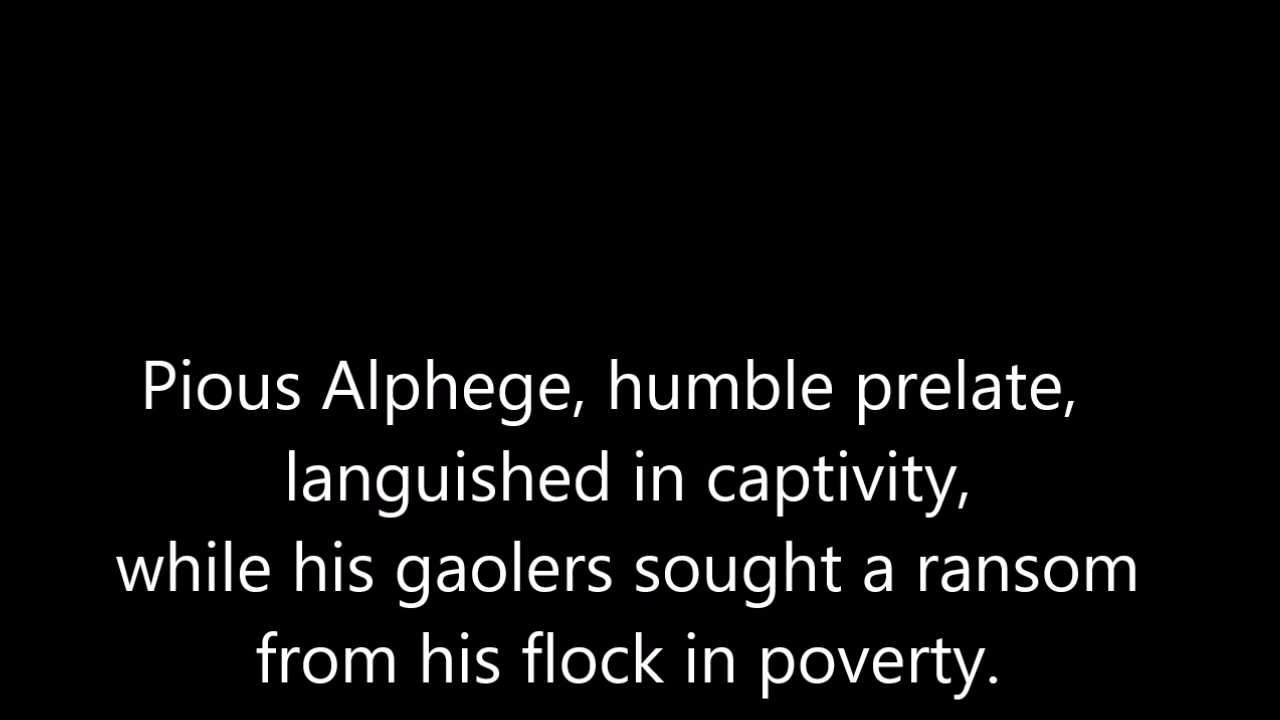 Pious Alphege, humble prelate,
languished in captivity,
while his gaolers sought a ransom
from his flock in poverty.